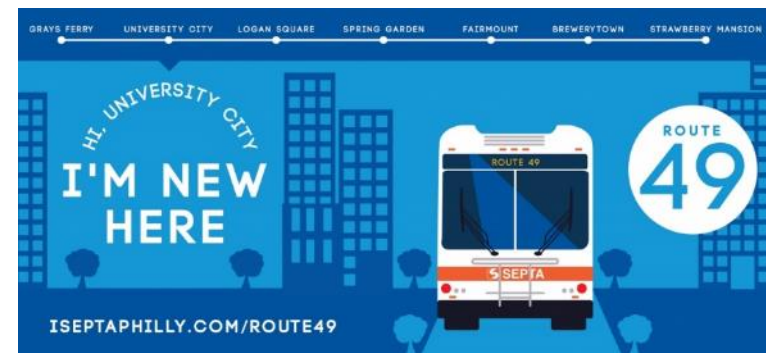 GRAYS FERRY UNIVERSITY CITY LOGAN SQUARE SPRING GARDEN FAIRMOUNT BREWERYTOWN STRAWBERRY MANSION
HI, UNIVERSITY CITY
I'M NEW
HERE
ROUTE
49
ROUTE 49
SEPTA
ISEPTAPHILLY.COM/ROUTE49